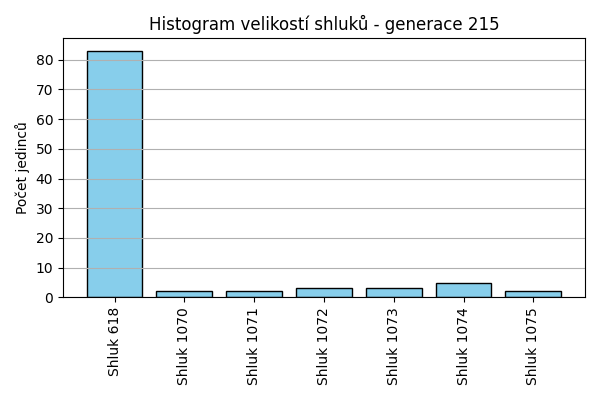 Histogram velikostí shluků - generace 215
Počet jedinců
80
70
60
50
40
30
20
10
0
Shluk 618
Shluk 1070
Shluk 1071
Shluk 1072
Shluk 1073
Shluk 1074
Shluk 1075